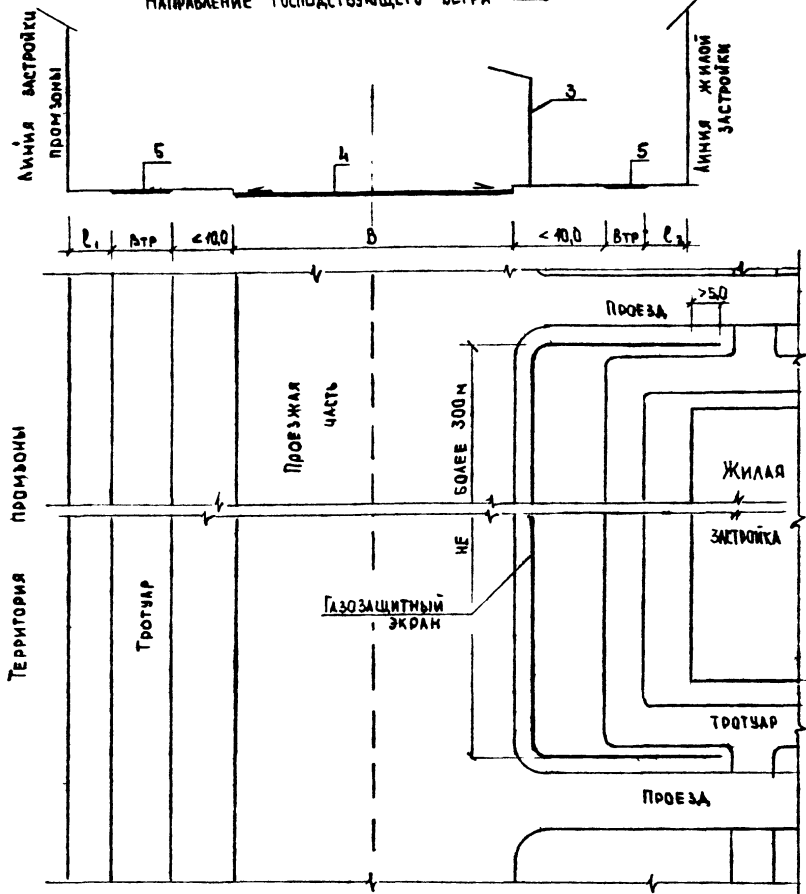 НАПРАВЛЕНИЕ ГОСПОДСТВУЮЩЕГО ВЕТРА
ЛИНИЯ ЗАСТРОЙКИ
ПРОМЗОНЫ
ЛИНИЯ ЖИЛОЙ
ЗАСТРОЙКИ
5
4
3
5
ℓ₁
Втр
< 10,0
В
< 10,0
Втр
ℓ₂
>5,0
ПРОЕЗД
ПРОЕЗЖАЯ
ЧАСТЬ
НЕ БОЛЕЕ 300м
ЖИЛАЯ
ЗАСТРОЙКА
ТЕРРИТОРИЯ ПРОМЗОНЫ
ТРОТУАР
ГАЗОЗАЩИТНЫЙ
ЭКРАН
ТРОТУАР
ПРОЕЗД